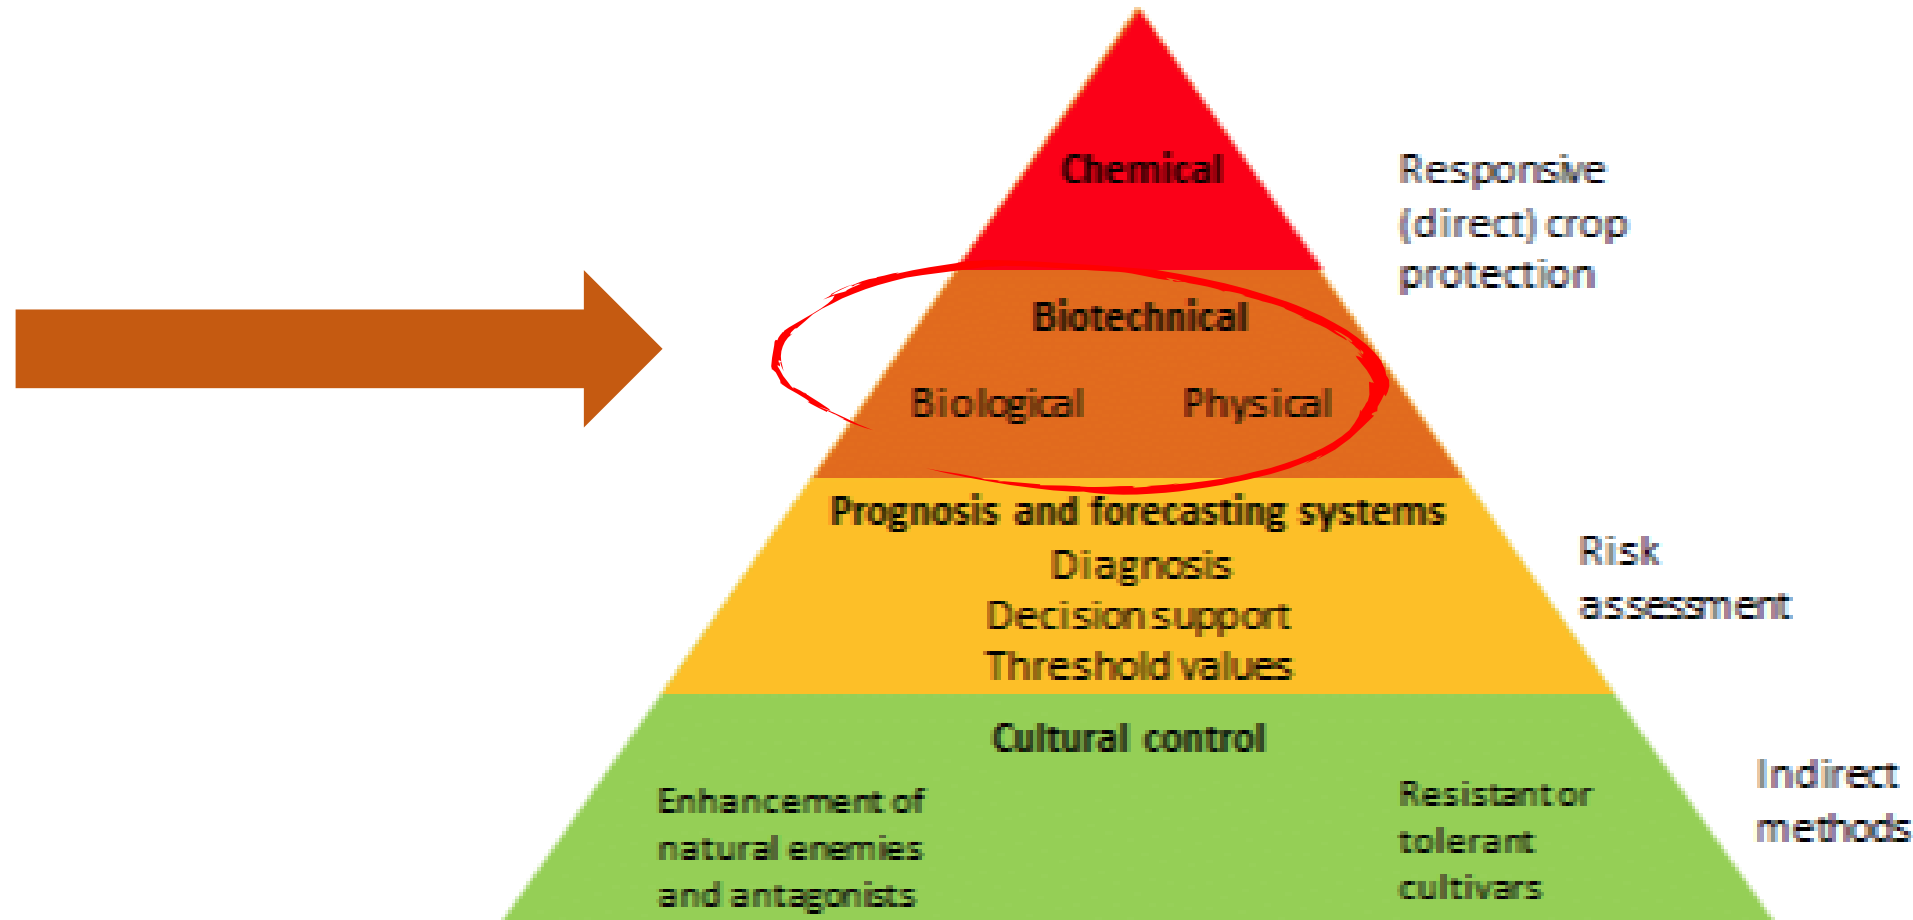 Chemical
Responsive
(direct) crop
protection
Biotechnical
Biological Physical
Prognosis and forecasting systems
Diagnosis
Decision support
Threshold values
Risk
assessment
Cultural control
Enhancement of
natural enemies
and antagonists
Resistant or
tolerant
cultivars
Indirect
methods